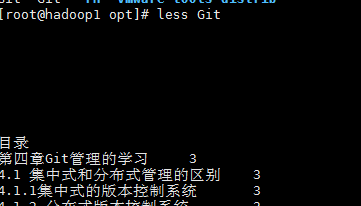 [root@hadoop1 opt]# less Git
目录
第四章Git管理的学习 3
4.1 集中式和分布式管理的区别 3
4.1.1集中式的版本控制系统 3